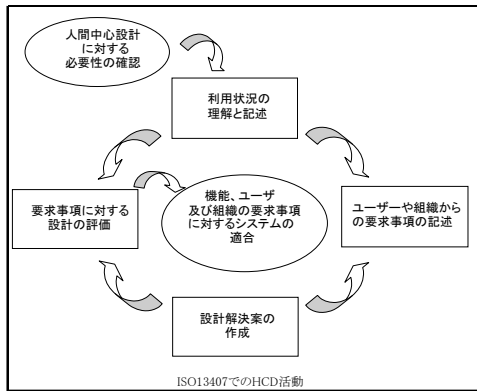 人間中心設計
に対する
必要性の確認
利用状況の
理解と記述
要求事項に対する
設計の評価
機能、ユーザ
及び組織の要求事項
に対するシステムの
適合
ユーザーや組織から
の要求事項の記述
設計解決案の
作成
ISO13407でのHCD活動